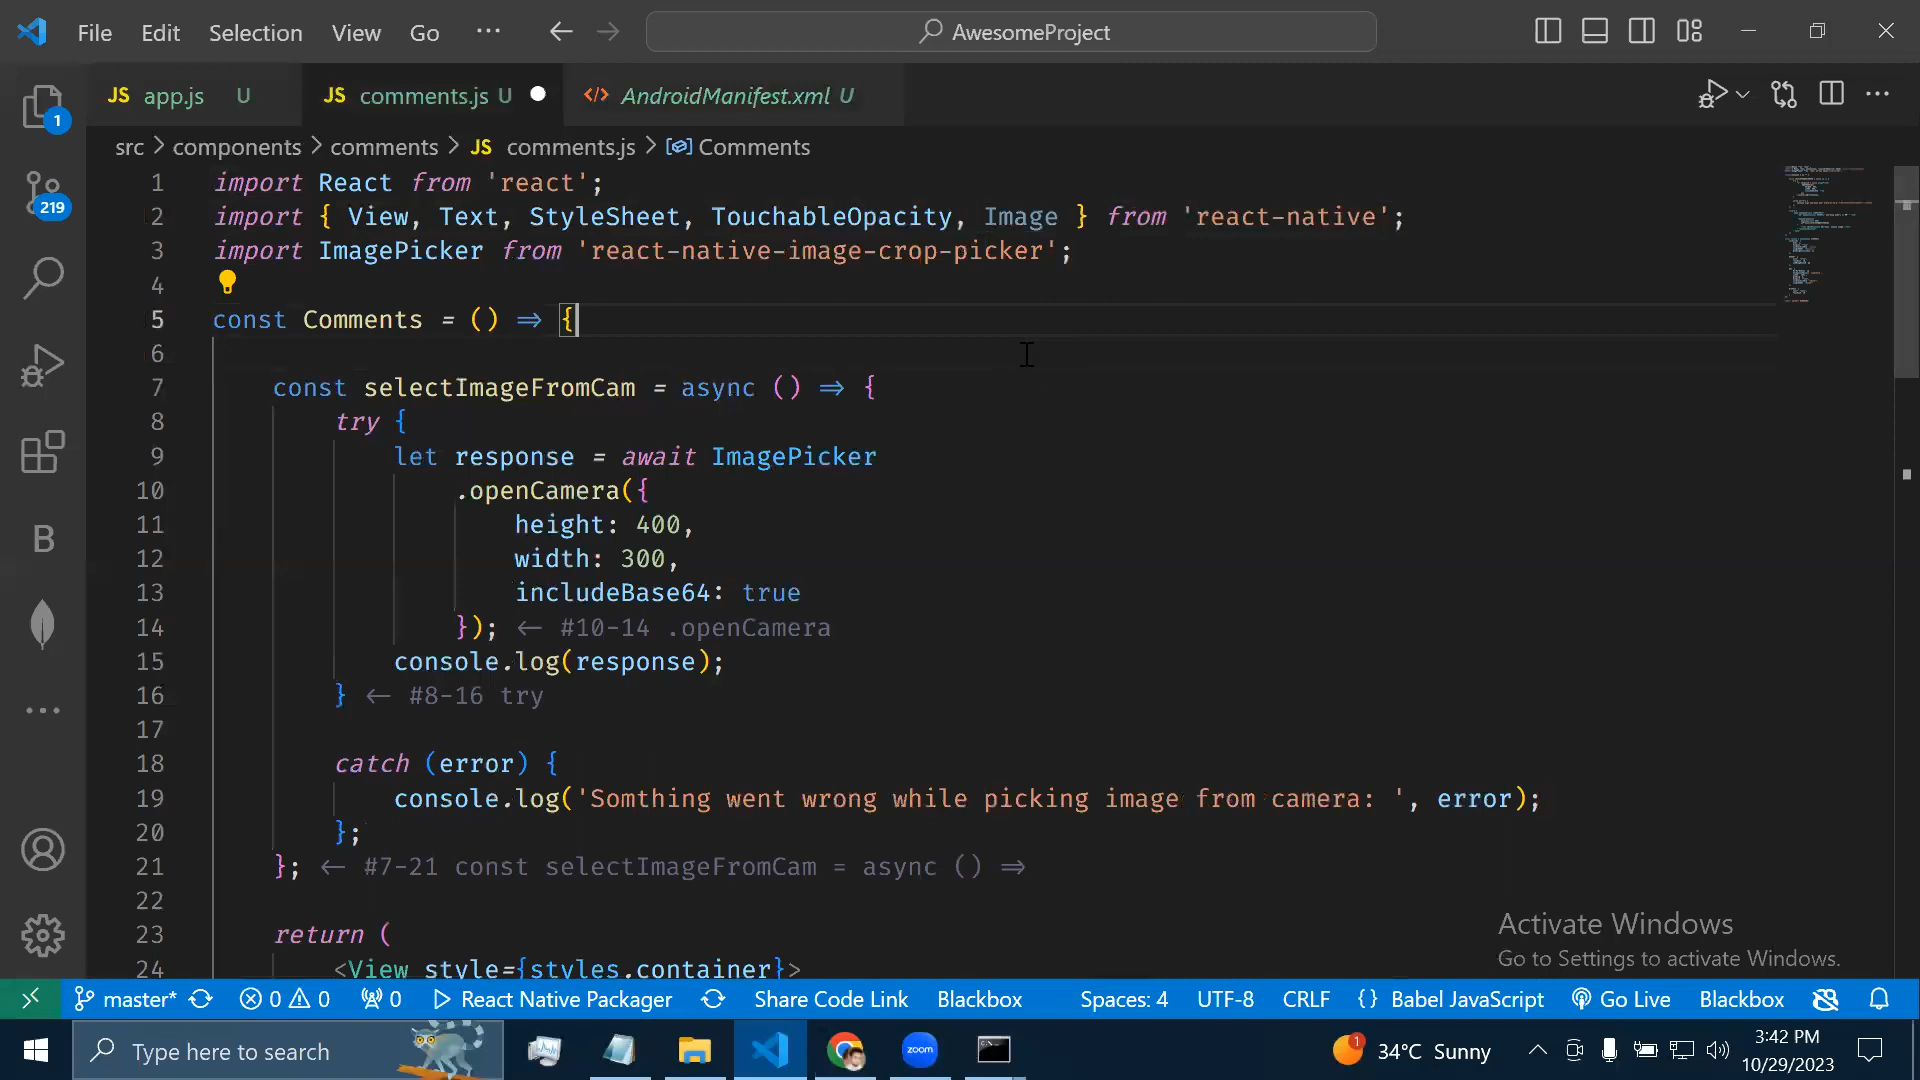 File Edit Selection View Go ··· AwesomeProject
JS app.js U JS comments.js U AndroidManifest.xml U
src > components > comments > JS comments.js > Comments
1 import React from 'react';
2 import { View, Text, StyleSheet, TouchableOpacity, Image } from 'react-native';
3 import ImagePicker from 'react-native-image-crop-picker';
4
5 const Comments = () => {
6
7 const selectImageFromCam = async () => {
8 try {
9 let response = await ImagePicker
10 .openCamera({
11 height: 400,
12 width: 300,
13 includeBase64: true
14 }); <- #10-14 .openCamera
15 console.log(response);
16 } <- #8-16 try
17
18 catch (error) {
19 console.log('Somthing went wrong while picking image from camera: ', error);
20 };
21 }; <- #7-21 const selectImageFromCam = async () =>
22
23 return (
24 <View style={styles.container}>
1
219
B
Activate Windows
Go to Settings to activate Windows.
master* 0 0 0 React Native Packager Share Code Link Blackbox Spaces: 4 UTF-8 CRLF {} Babel JavaScript Go Live Blackbox
Type here to search zoom 1 34°C Sunny 3:42 PM
10/29/2023